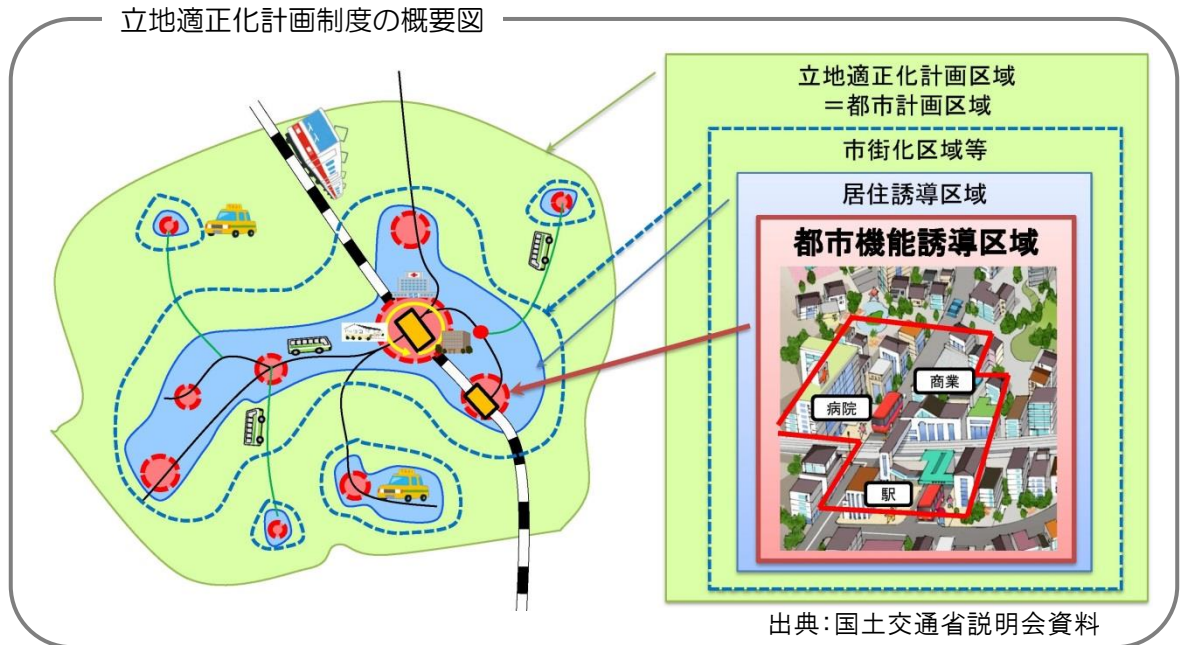 立地適正化計画制度の概要図
立地適正化計画区域
＝都市計画区域
市街化区域等
居住誘導区域
都市機能誘導区域
商業
病院
駅
出典：国土交通省説明会資料